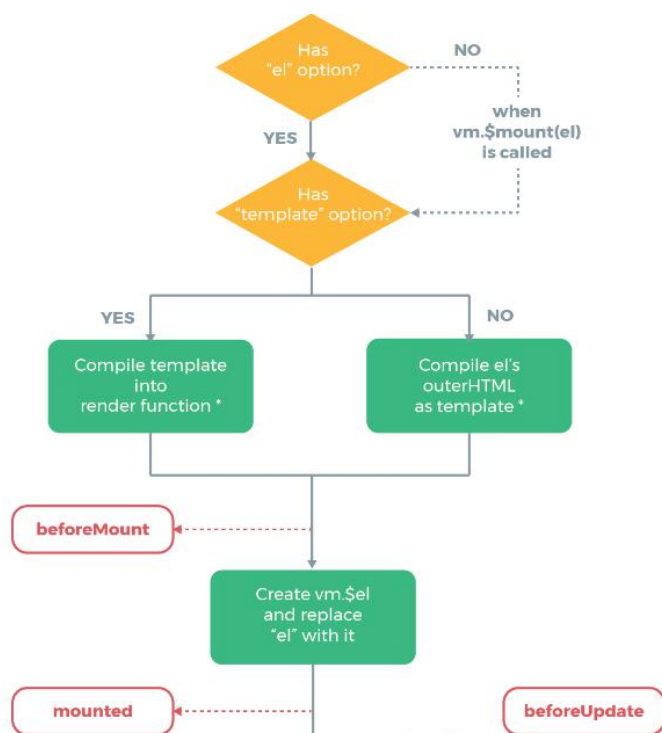 Has
"el" option?
NO
when
vm.$mount(el)
is called
YES
Has
"template" option?
YES
NO
Compile template
into
render function *
Compile el's
outerHTML
as template *
beforeMount
Create vm.$el
and replace
"el" with it
mounted
beforeUpdate